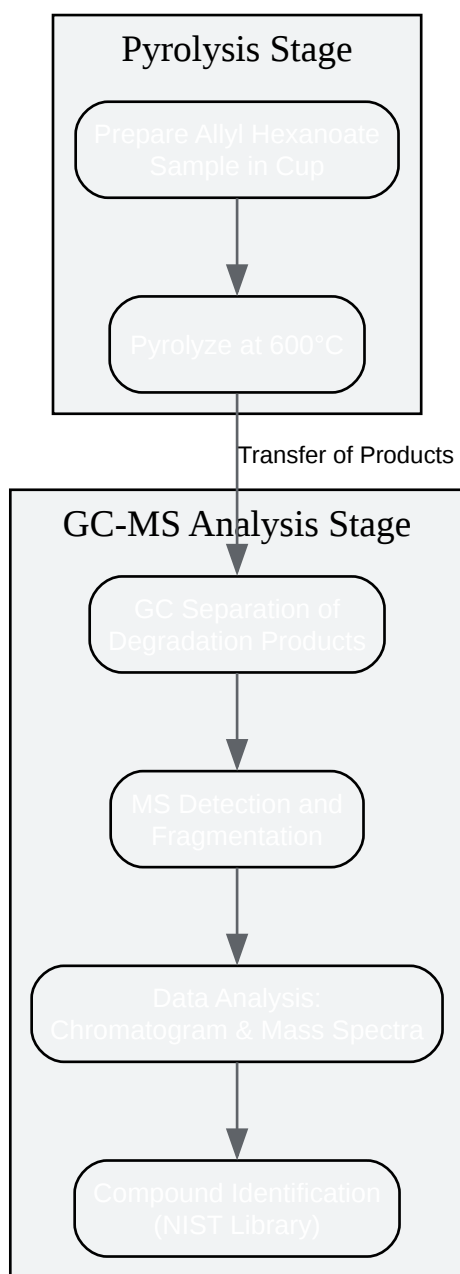 Pyrolysis Stage
Prepare Allyl Hexanoate
Sample in Cup
Pyrolyze at 600°C
Transfer of Products
GC-MS Analysis Stage
GC Separation of
Degradation Products
MS Detection and
Fragmentation
Data Analysis:
Chromatogram & Mass Spectra
Compound Identification
(NIST Library)